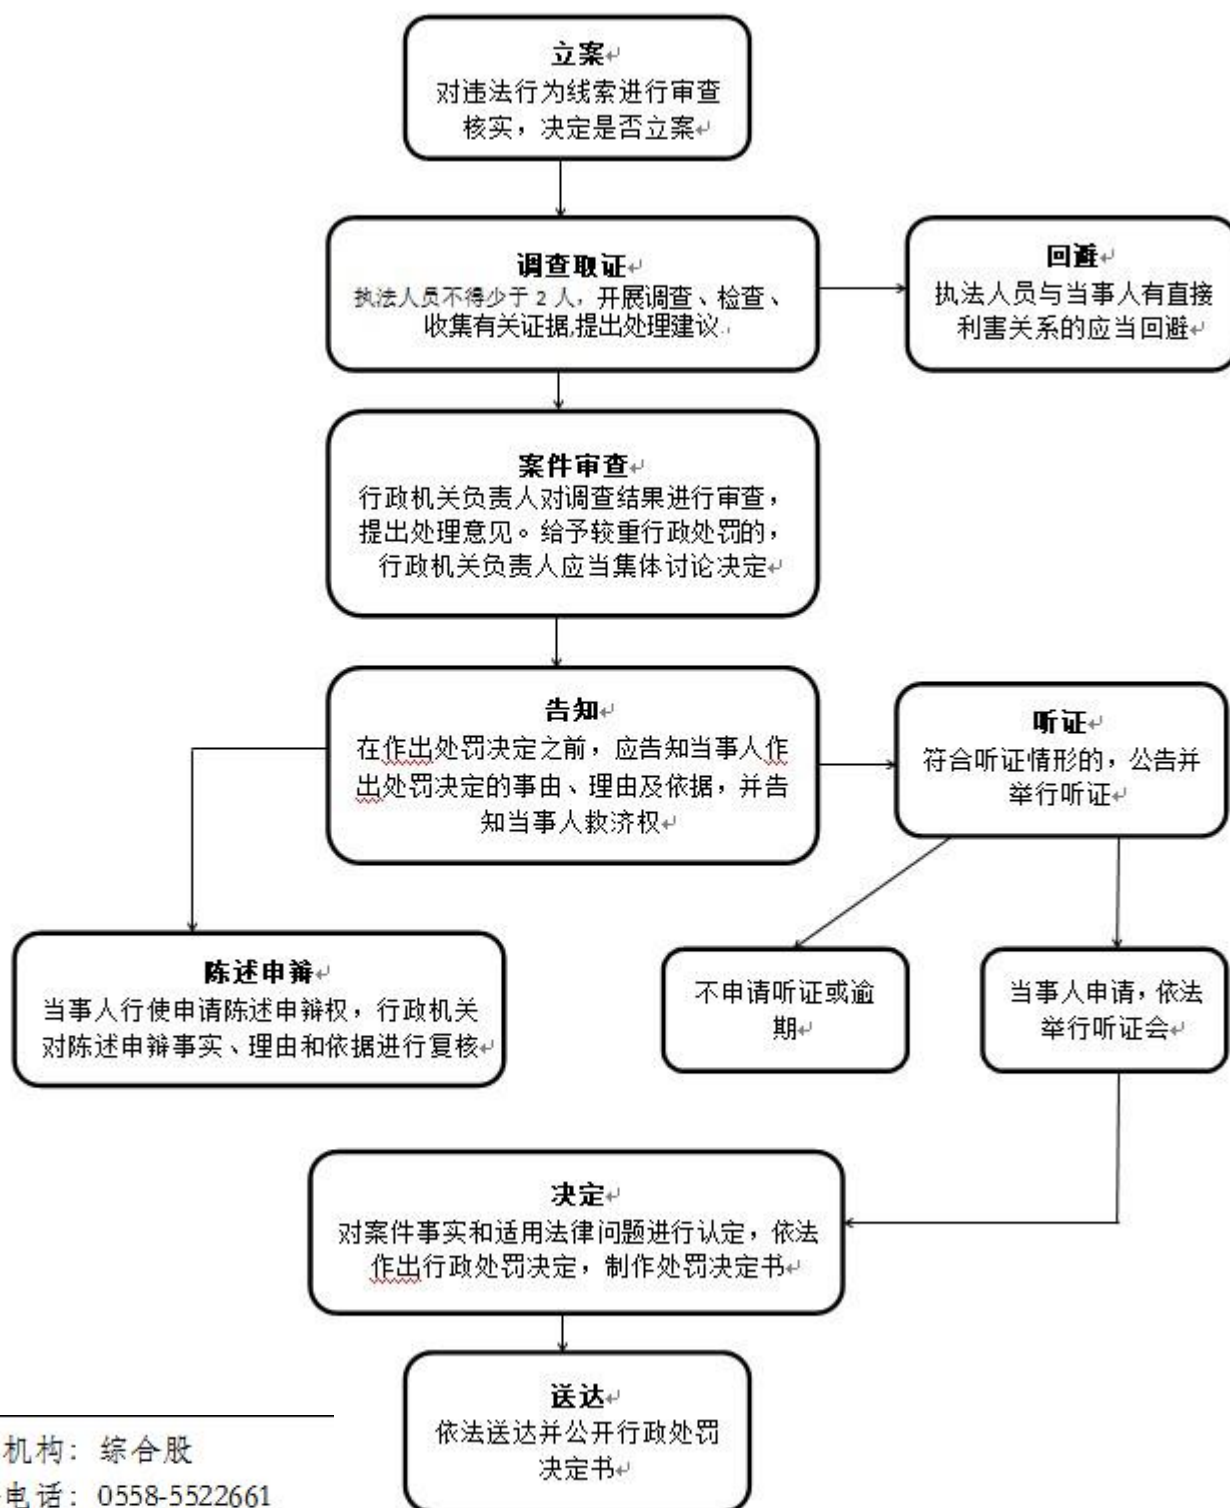 立案
对违法行为线索进行审查
核实，决定是否立案
调查取证
执法人员不得少于 2 人，开展调查、检查、
收集有关证据,提出处理建议.
回避
执法人员与当事人有直接
利害关系的应当回避
案件审查
行政机关负责人对调查结果进行审查，
提出处理意见。给予较重行政处罚的，
行政机关负责人应当集体讨论决定
告知
在作出处罚决定之前，应告知当事人作
出处罚决定的事由、理由及依据，并告
知当事人救济权
听证
符合听证情形的，公告并
举行听证
陈述申辩
当事人行使申请陈述申辩权，行政机关
对陈述申辩事实、理由和依据进行复核
不申请听证或逾
期
当事人申请，依法
举行听证会
决定
对案件事实和适用法律问题进行认定，依法
作出行政处罚决定，制作处罚决定书
送达
依法送达并公开行政处罚
决定书
机构：综合股
电话：0558-5522661